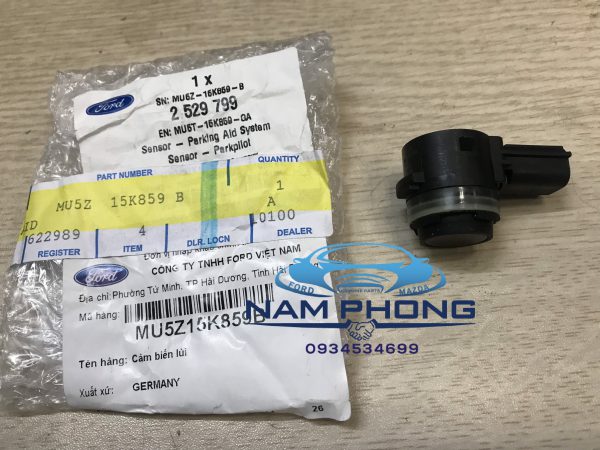 Ford
1 x
SN: MU5Z-15K859-B
2 529 799
EN: MU5T-15K859-GA
Sensor - Parking Aid System
Sensor - Parkpilot
PART NUMBER
QUANTITY
MU5Z 15K859 B
1
A
622989
4
10100
REGISTER
ITEM
DLR. LOCN
DEALER
Ford
CÔNG TY TNHH FORD VIỆT NAM
Địa chỉ: Phường Tứ Minh, TP Hải Dương, Tỉnh Hải
Mã hàng:
MU5Z15K859B
Tên hàng: Cảm biến lùi
Xuất xứ: GERMANY
26
FORD
MAZDA
NAM PHONG
0934534699